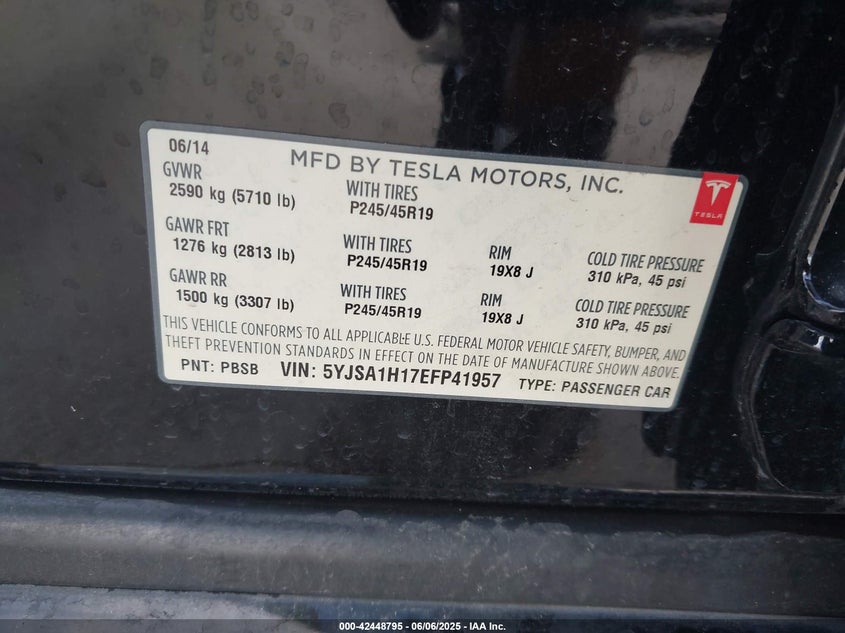 06/14
MFD BY TESLA MOTORS, INC.
GVWR
2590 kg (5710 lb)
WITH TIRES
P245/45R19
TESLA
GAWR FRT
1276 kg (2813 lb)
WITH TIRES
P245/45R19
RIM
19X8 J
COLD TIRE PRESSURE
310 kPa, 45 psi
GAWR RR
1500 kg (3307 lb)
WITH TIRES
P245/45R19
RIM
19X8 J
COLD TIRE PRESSURE
310 kPa, 45 psi
THIS VEHICLE CONFORMS TO ALL APPLICABLE U.S. FEDERAL MOTOR VEHICLE SAFETY, BUMPER, AND
THEFT PREVENTION STANDARDS IN EFFECT ON THE DATE OF MANUFACTURE SHOWN ABOVE.
PNT: PBSB VIN: 5YJSA1H17EFP41957 TYPE: PASSENGER CAR
000-42448795 - 06/06/2025 - IAA Inc.